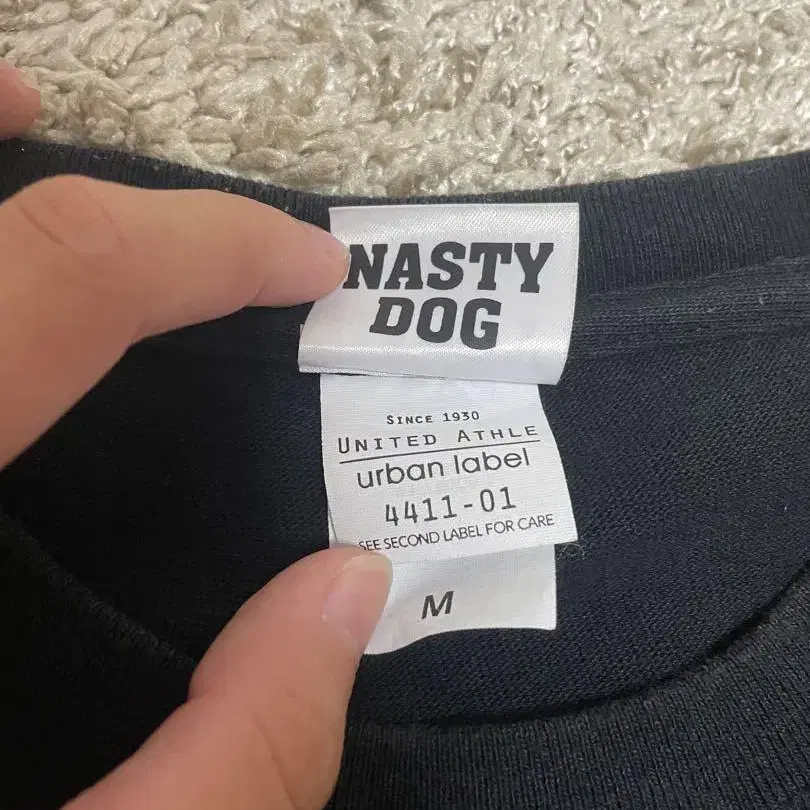 NASTY
DOG
SINCE 1930
UNITED ATHLE
urban label
4411-01
SEE SECOND LABEL FOR CARE
M